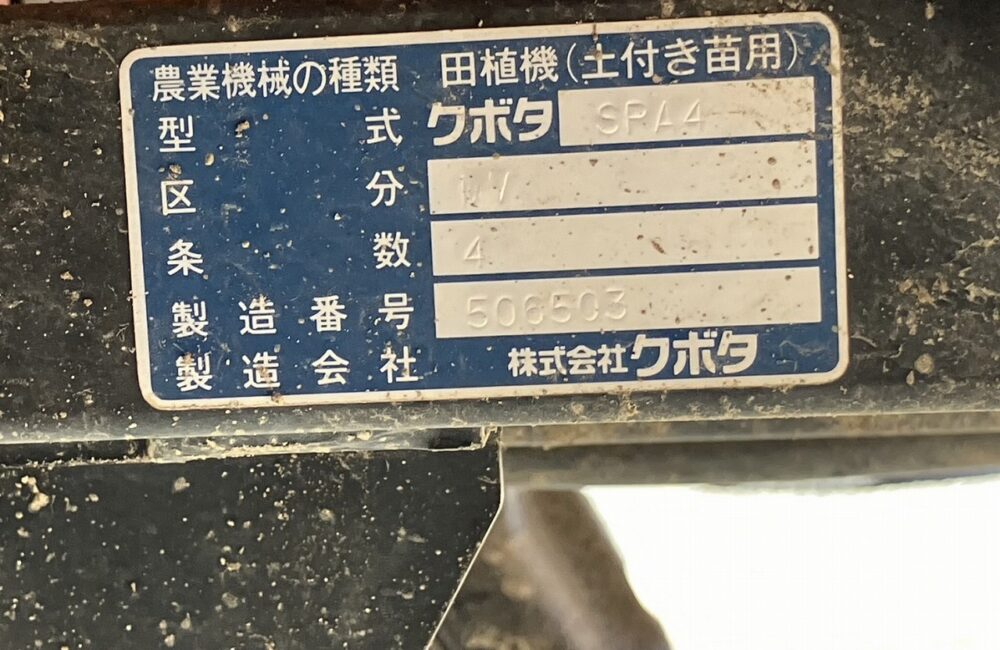 農業機械の種類 田植機(土付き苗用)
型式 クボタ SPA4
区分
条数 4
製造番号 506503
製造会社 株式会社クボタ